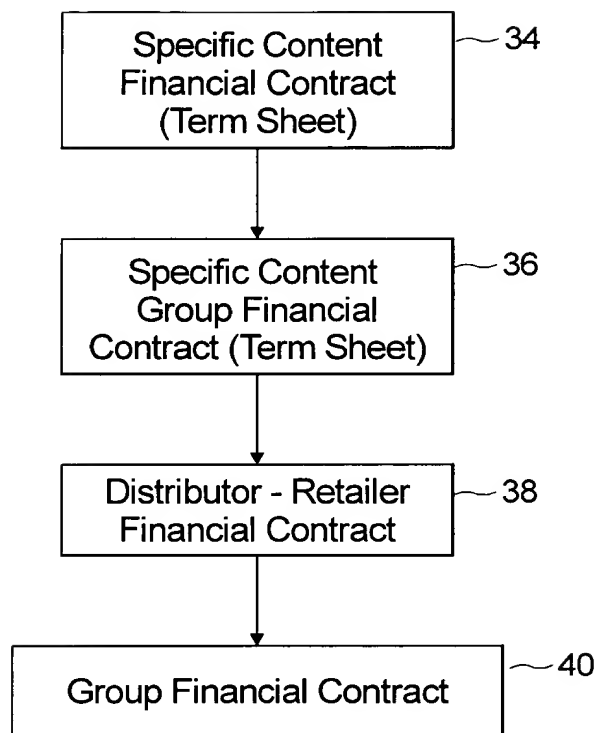 Specific Content
Financial Contract
(Term Sheet)
34
Specific Content
Group Financial
Contract (Term Sheet)
36
Distributor - Retailer
Financial Contract
38
Group Financial Contract
40